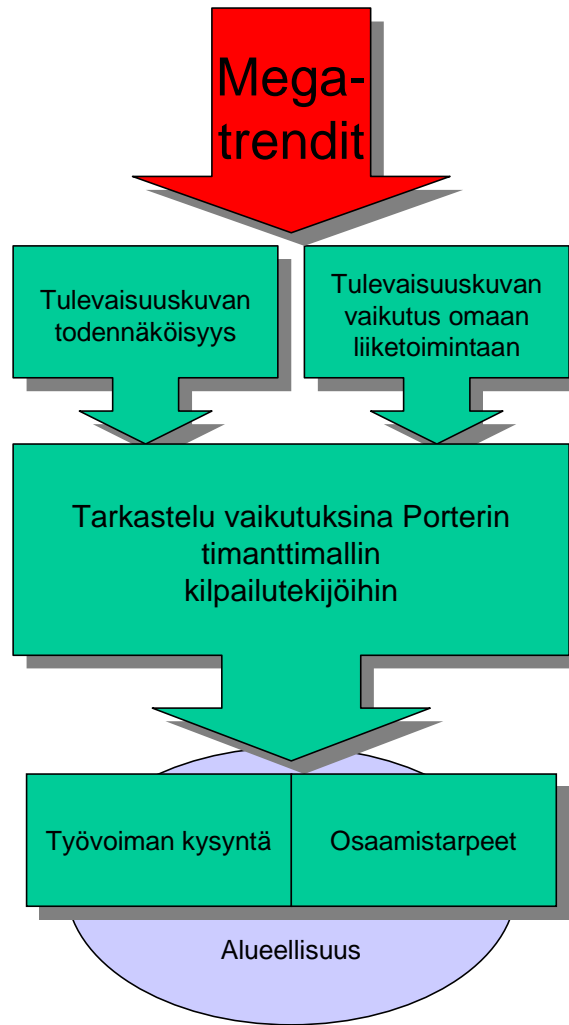 Mega-
trendit
Tulevaisuuskuvan
todennäköisyys
Tulevaisuuskuvan
vaikutus omaan
liiketoimintaan
Tarkastelu vaikutuksina Porterin
timanttimallin
kilpailutekijöihin
Työvoiman kysyntä
Osaamistarpeet
Alueellisuus